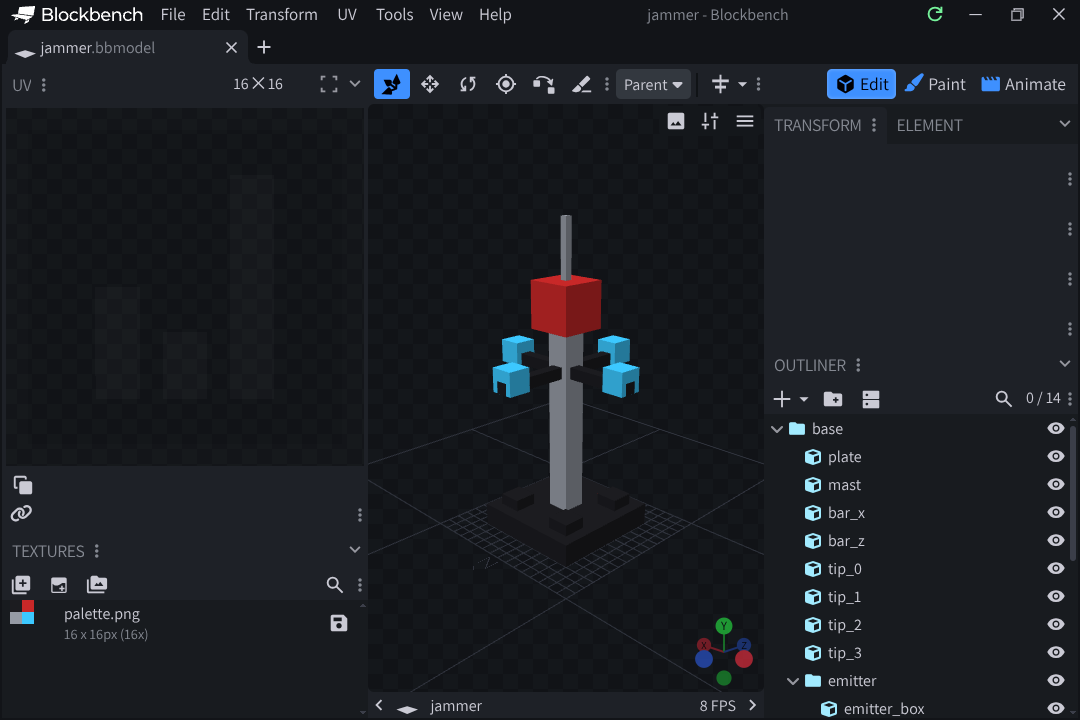 Blockbench File Edit Transform UV Tools View Help jammer - Blockbench
jammer.bbmodel
UV 16×16 Parent Edit Paint Animate
TRANSFORM ELEMENT
OUTLINER
0 / 14
base
plate
mast
bar_x
bar_z
tip_0
tip_1
tip_2
tip_3
emitter
emitter_box
TEXTURES
palette.png
16 x 16px (16x)
Y
X
Z
jammer 8 FPS